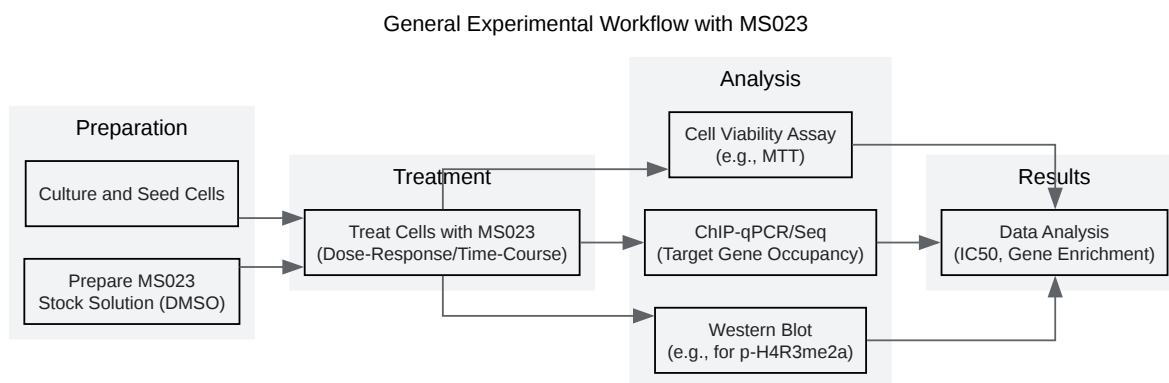 General Experimental Workflow with MS023
Preparation
Culture and Seed Cells
Prepare MS023
Stock Solution (DMSO)
Treatment
Treat Cells with MS023
(Dose-Response/Time-Course)
Analysis
Cell Viability Assay
(e.g., MTT)
ChIP-qPCR/Seq
(Target Gene Occupancy)
Western Blot
(e.g., for p-H4R3me2a)
Results
Data Analysis
(IC50, Gene Enrichment)